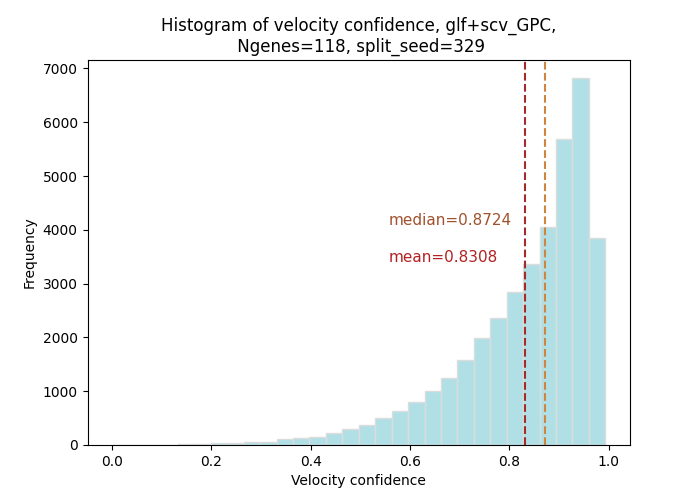 Histogram of velocity confidence, glf+scv_GPC,
Ngenes=118, split_seed=329
7000
6000
5000
4000
3000
2000
1000
0
Frequency
median=0.8724
mean=0.8308
0.0 0.2 0.4 0.6 0.8 1.0
Velocity confidence